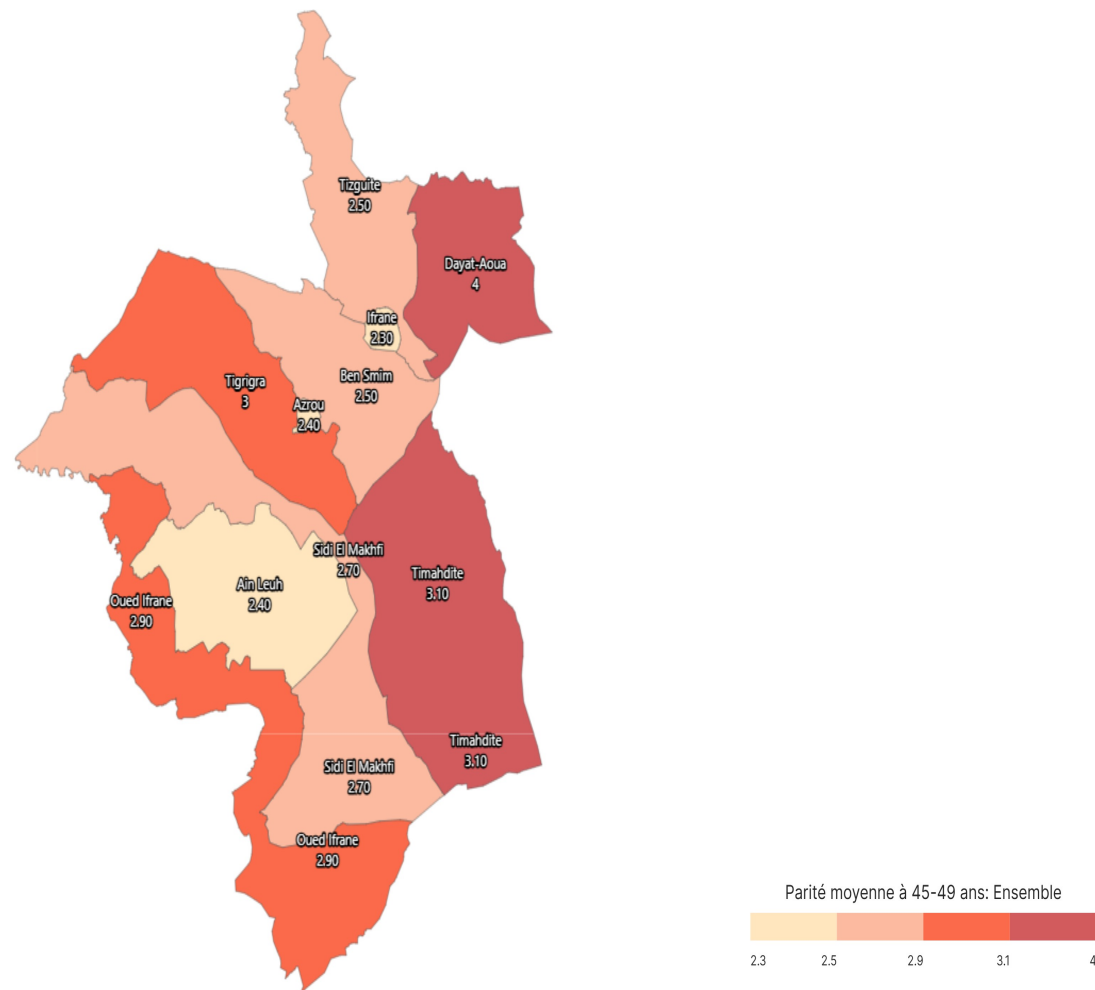 Tizguite
2.50
Dayat-Aoua
4
Ifrane
2.30
Ben Smim
2.50
Tigrigra
3
Azrou
2.40
Sidi El Makhfi
2.70
Timahdite
3.10
Ain Leuh
2.40
Oued Ifrane
2.90
Timahdite
3.10
Sidi El Makhfi
2.70
Oued Ifrane
2.90
Parité moyenne à 45-49 ans: Ensemble
2.3 2.5 2.9 3.1 4